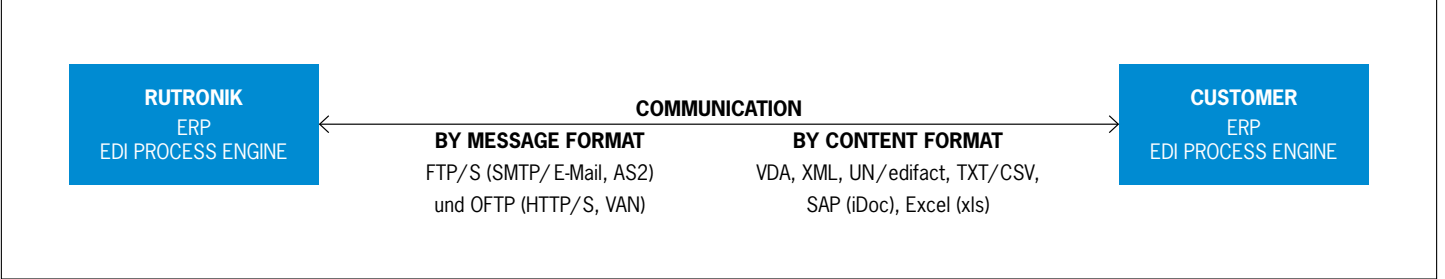 RUTRONIK
ERP
EDI PROCESS ENGINE
COMMUNICATION
BY MESSAGE FORMAT
FTP/S (SMTP/E-Mail, AS2)
und OFTP (HTTP/S, VAN)
BY CONTENT FORMAT
VDA, XML, UN/edifact, TXT/CSV,
SAP (iDoc), Excel (xls)
CUSTOMER
ERP
EDI PROCESS ENGINE